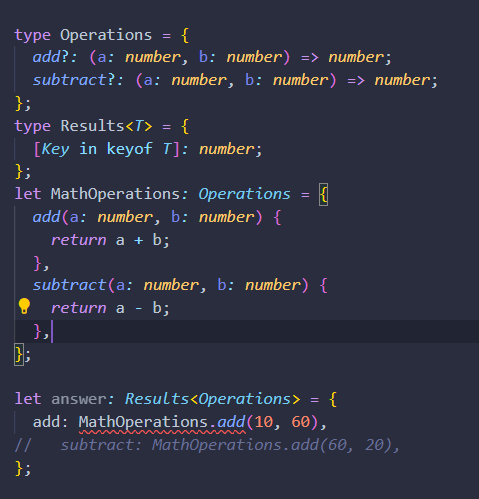 type Operations = {
  add?: (a: number, b: number) => number;
  subtract?: (a: number, b: number) => number;
};
type Results<T> = {
  [Key in keyof T]: number;
};
let MathOperations: Operations = {
  add(a: number, b: number) {
    return a + b;
  },
  subtract(a: number, b: number) {
    return a - b;
  },
};

let answer: Results<Operations> = {
  add: MathOperations.add(10, 60),
//   subtract: MathOperations.add(60, 20),
};